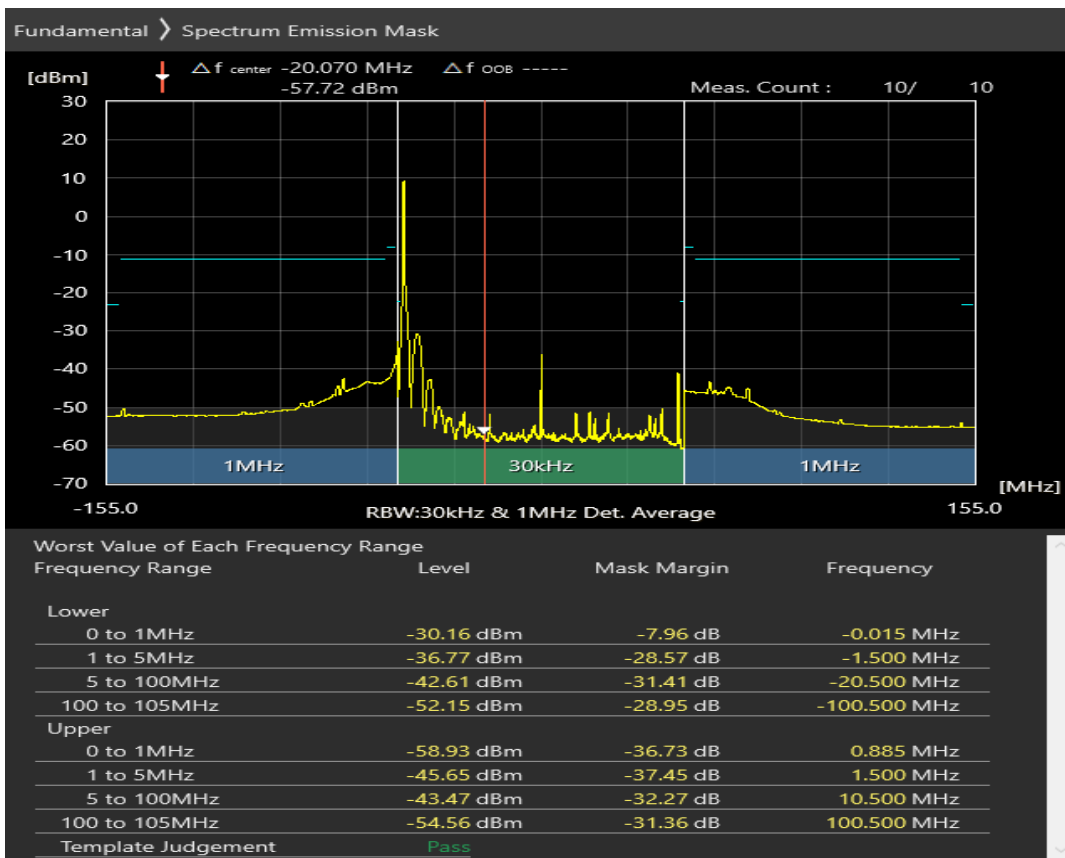 Fundamental 〉 Spectrum Emission Mask
[dBm]
△f center -20.070 MHz △f OOB -----
-57.72 dBm
Meas. Count : 10/ 10
30
20
10
0
-10
-20
-30
-40
-50
-60
-70
1MHz 30kHz 1MHz
[MHz]
-155.0 RBW:30kHz & 1MHz Det. Average 155.0
Worst Value of Each Frequency Range
Frequency Range Level Mask Margin Frequency
Lower
0 to 1MHz -30.16 dBm -7.96 dB -0.015 MHz
1 to 5MHz -36.77 dBm -28.57 dB -1.500 MHz
5 to 100MHz -42.61 dBm -31.41 dB -20.500 MHz
100 to 105MHz -52.15 dBm -28.95 dB -100.500 MHz
Upper
0 to 1MHz -58.93 dBm -36.73 dB 0.885 MHz
1 to 5MHz -45.65 dBm -37.45 dB 1.500 MHz
5 to 100MHz -43.47 dBm -32.27 dB 10.500 MHz
100 to 105MHz -54.56 dBm -31.36 dB 100.500 MHz
Template Judgement Pass